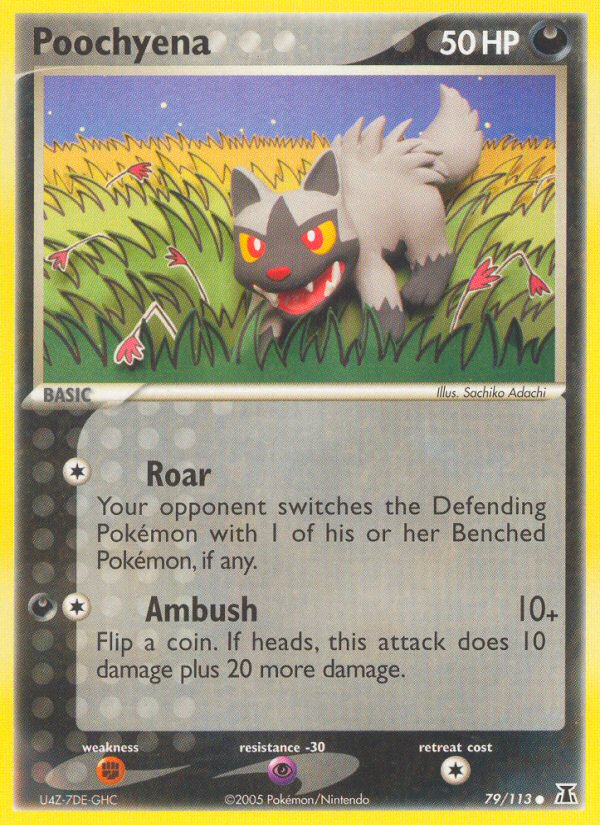 Poochyena 50 HP
BASIC Illus. Sachiko Adachi
Roar
Your opponent switches the Defending
Pokémon with 1 of his or her Benched
Pokémon, if any.
Ambush 10+
Flip a coin. If heads, this attack does 10
damage plus 20 more damage.
weakness resistance -30 retreat cost
U4Z-7DE-GHC ©2005 Pokémon/Nintendo 79/113